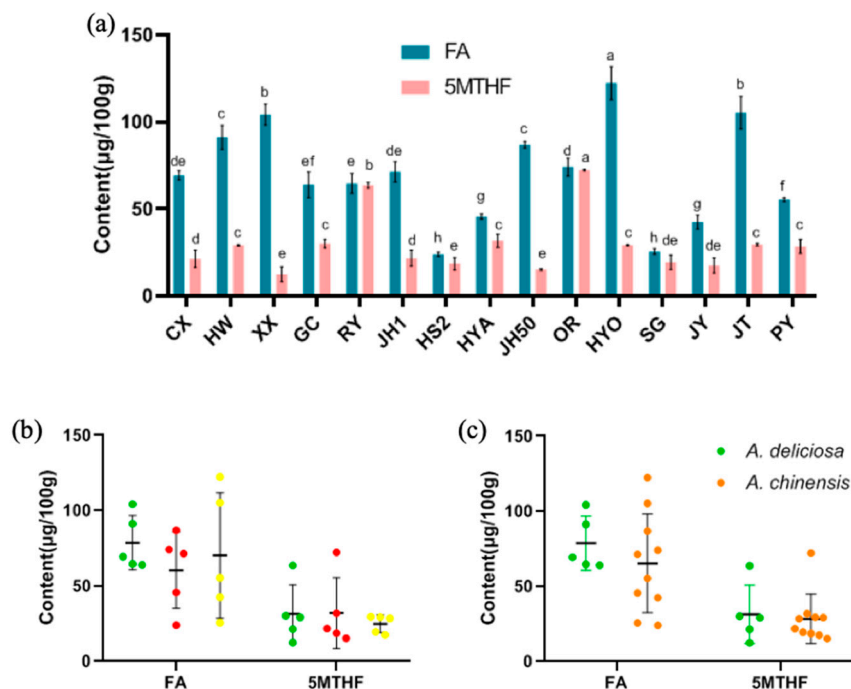 (a)
150
100
50
0
Content(µg/100g)
FA
5MTHF
de
d
c
c
b
e
ef
c
e
b
de
d
h
e
g
c
c
e
d
a
a
c
h
de
g
de
b
c
f
c
CX
HW
XX
GC
RY
JH1
HS2
HYA
JH50
OR
HYO
SG
JY
JT
PY
(b)
150
100
50
0
Content(µg/100g)
FA
5MTHF
(c)
150
100
50
0
Content(µg/100g)
A. deliciosa
A. chinensis
FA
5MTHF